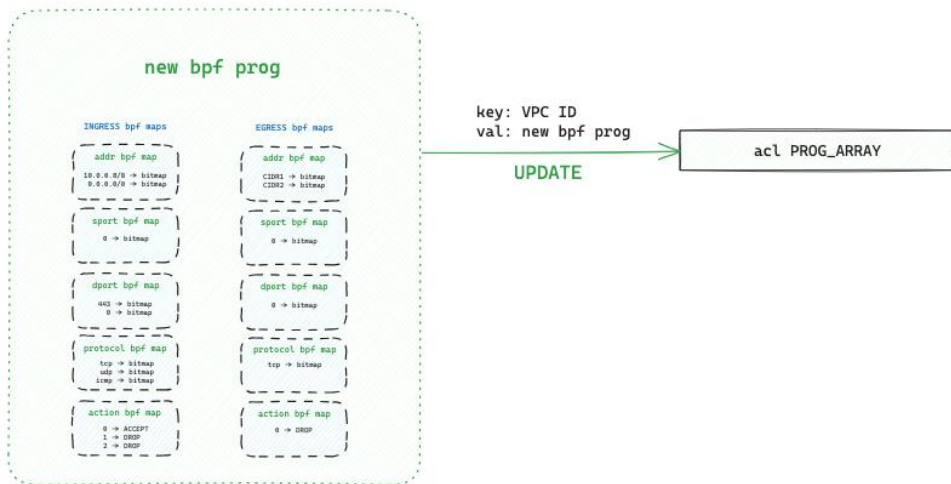 new bpf prog
INGRESS bpf maps
addr bpf map
10.0.0.0/8 → bitmap
0.0.0.0/0 → bitmap
sport bpf map
0 → bitmap
dport bpf map
443 → bitmap
0 → bitmap
protocol bpf map
tcp → bitmap
udp → bitmap
icmp → bitmap
action bpf map
0 → ACCEPT
1 → DROP
2 → DROP
EGRESS bpf maps
addr bpf map
CIDR1 → bitmap
CIDR2 → bitmap
sport bpf map
0 → bitmap
dport bpf map
0 → bitmap
protocol bpf map
tcp → bitmap
action bpf map
0 → DROP
key: VPC ID
val: new bpf prog
UPDATE
acl PROG_ARRAY